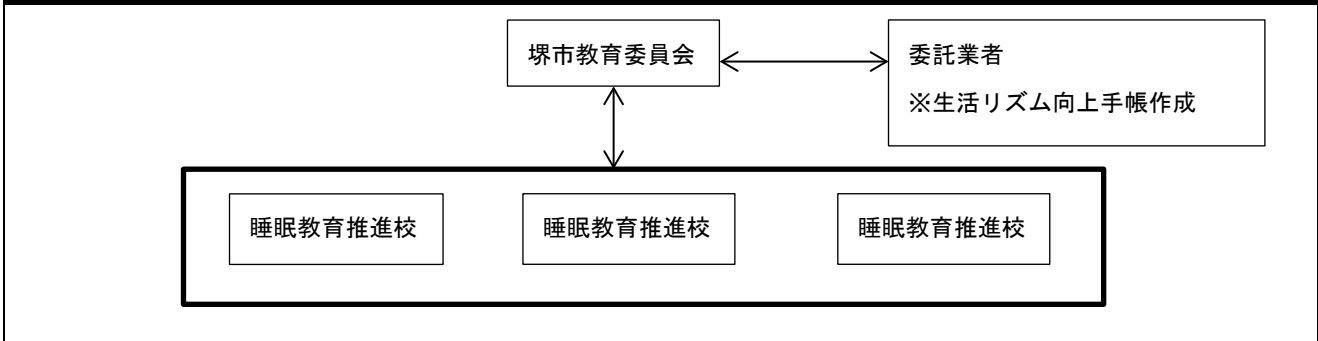 堺市教育委員会
委託業者
※生活リズム向上手帳作成
睡眠教育推進校
睡眠教育推進校
睡眠教育推進校